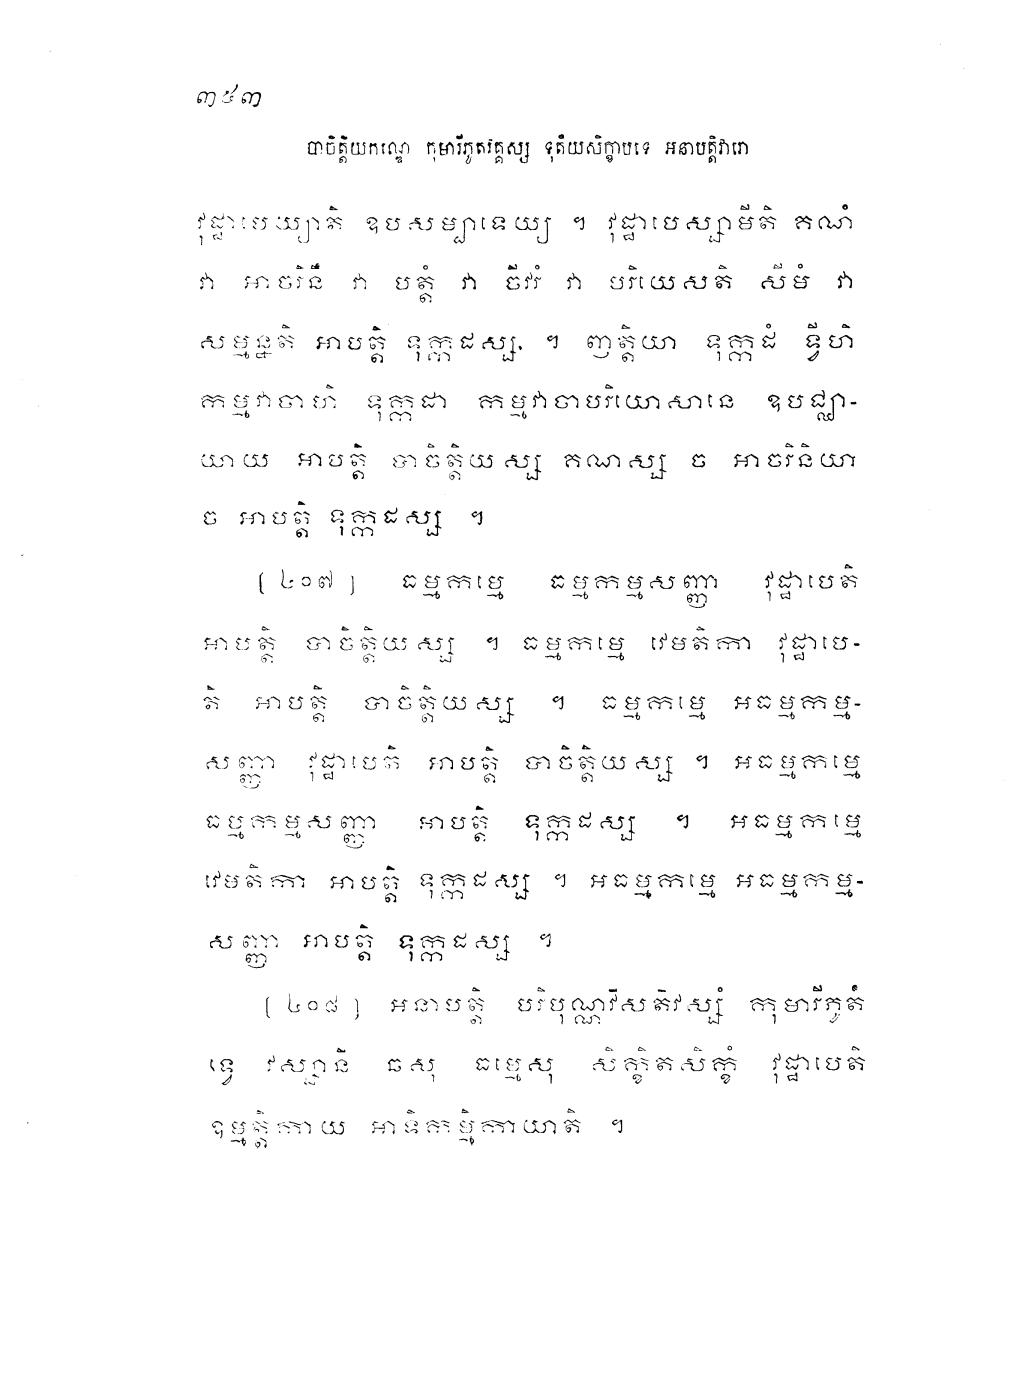 ៣៥៣
បាចិត្តិយកណ្ឌេ កុមារីភូតវគ្គស្ស ទុតិយសិក្ខាបទេ អនាបត្តិវារោ
វុដ្ឋាបេយ្យាតិ ឧបសម្បាទេយ្យ ។ វុដ្ឋាបេស្សាមីតិ គណំ
វា អាចរិនឹ វា បត្តំ វា ចីវរំ វា បរិយេសតិ សីមំ វា
សម្មន្នតិ អាបត្តិ ទុក្កដស្ស ។ ញត្តិយា ទុក្កដំ ទ្វីហិ
កម្មវាចាហិ ទុក្កដា កម្មវាចាបរិយោសានេ ឧបជ្ឈា-
យាយ អាបត្តិ បាចិត្តិយស្ស គណស្ស ច អាចរិនិយា
ច អាបត្តិ ទុក្កដស្ស ។
(៤០៧) ធម្មកម្មេ ធម្មកម្មសញ្ញា វុដ្ឋាបេតិ
អាបត្តិ បាចិត្តិយស្ស ។ ធម្មកម្មេ វេមតិកា វុដ្ឋាបេ-
តិ អាបត្តិ បាចិត្តិយស្ស ។ ធម្មកម្មេ អធម្មកម្ម-
សញ្ញា វុដ្ឋាបេតិ អាបត្តិ បាចិត្តិយស្ស ។ អធម្មកម្មេ
ធម្មកម្មសញ្ញា អាបត្តិ ទុក្កដស្ស ។ អធម្មកម្មេ
វេមតិកា អាបត្តិ ទុក្កដស្ស ។ អធម្មកម្មេ អធម្មកម្ម-
សញ្ញា អាបត្តិ ទុក្កដស្ស ។
(៤០៨) អនាបត្តិ បរិបុណ្ណវីសតិវស្សំ កុមារីភូតំ
ទ្វេ វស្សានិ ឆសុ ធម្មេសុ សិក្ខិតសិក្ខំ វុដ្ឋាបេតិ
ឧម្មត្តិកាយ អាទិកម្មិកាយាតិ ។